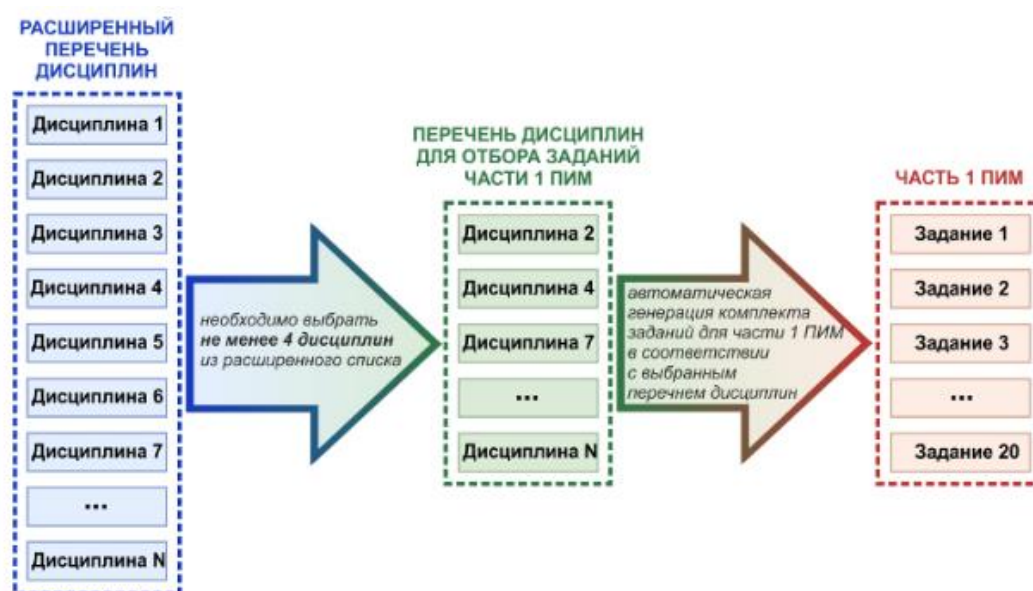 РАСШИРЕННЫЙ
ПЕРЕЧЕНЬ
ДИСЦИПЛИН
Дисциплина 1
Дисциплина 2
Дисциплина 3
Дисциплина 4
Дисциплина 5
Дисциплина 6
Дисциплина 7
...
Дисциплина N
необходимо выбрать
не менее 4 дисциплин
из расширенного списка
ПЕРЕЧЕНЬ ДИСЦИПЛИН
ДЛЯ ОТБОРА ЗАДАНИЙ
ЧАСТИ 1 ПИМ
Дисциплина 2
Дисциплина 4
Дисциплина 7
...
Дисциплина N
автоматическая
генерация комплекта
заданий для части 1 ПИМ
в соответствии
с выбранным
перечнем дисциплин
ЧАСТЬ 1 ПИМ
Задание 1
Задание 2
Задание 3
...
Задание 20